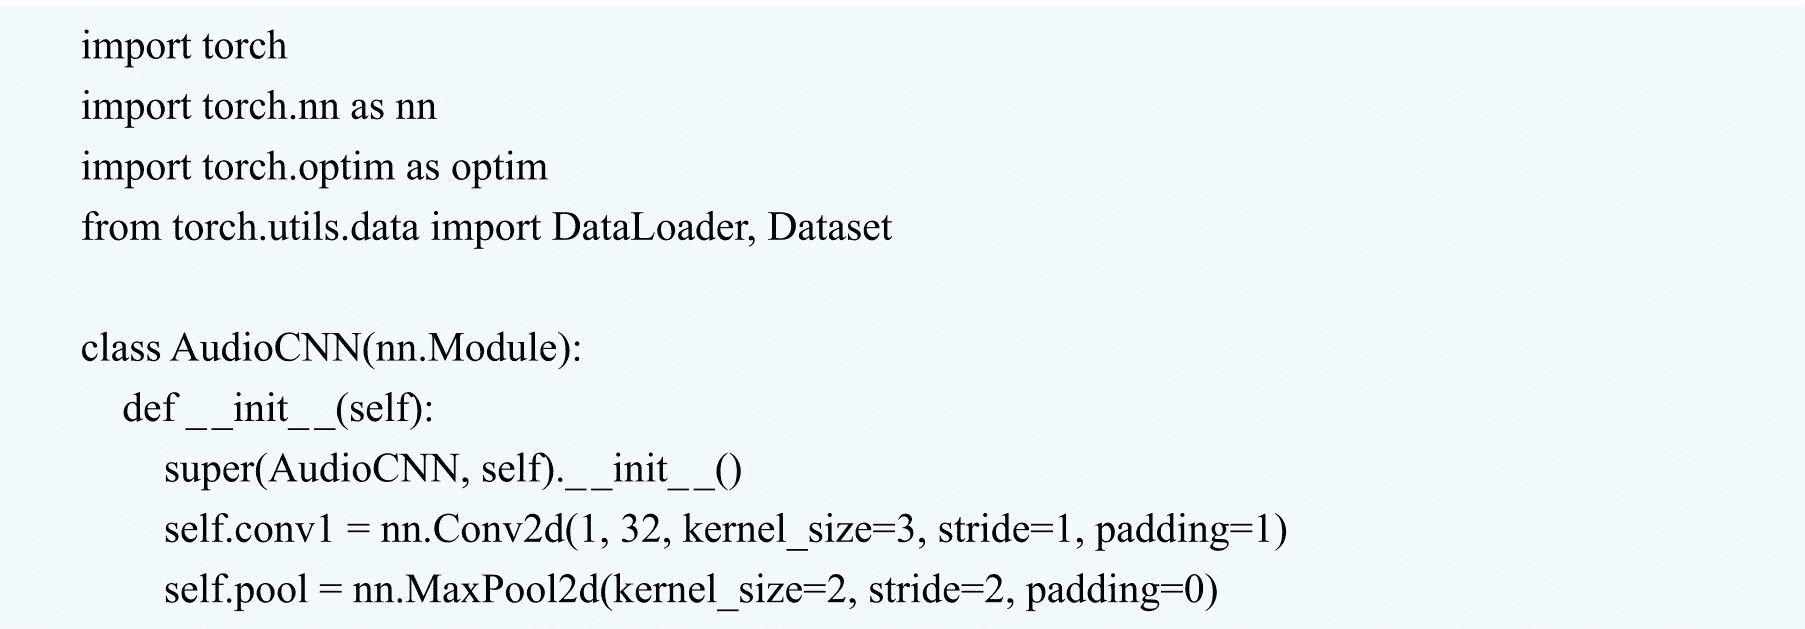 import torch
import torch.nn as nn
import torch.optim as optim
from torch.utils.data import DataLoader, Dataset
class AudioCNN(nn.Module):
def __init__(self):
super(AudioCNN, self).__init__()
self.conv1 = nn.Conv2d(1, 32, kernel_size=3, stride=1, padding=1)
self.pool = nn.MaxPool2d(kernel_size=2, stride=2, padding=0)